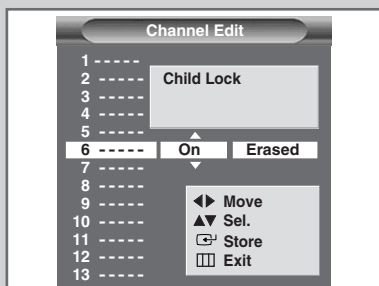 Channel Edit
1 -----
2 ----- Child Lock
3 -----
4 -----
5 -----
6 ----- On Erased
7 -----
8 -----
9 ----- Move
10 ----- Sel.
11 ----- Store
12 ----- Exit
13 -----